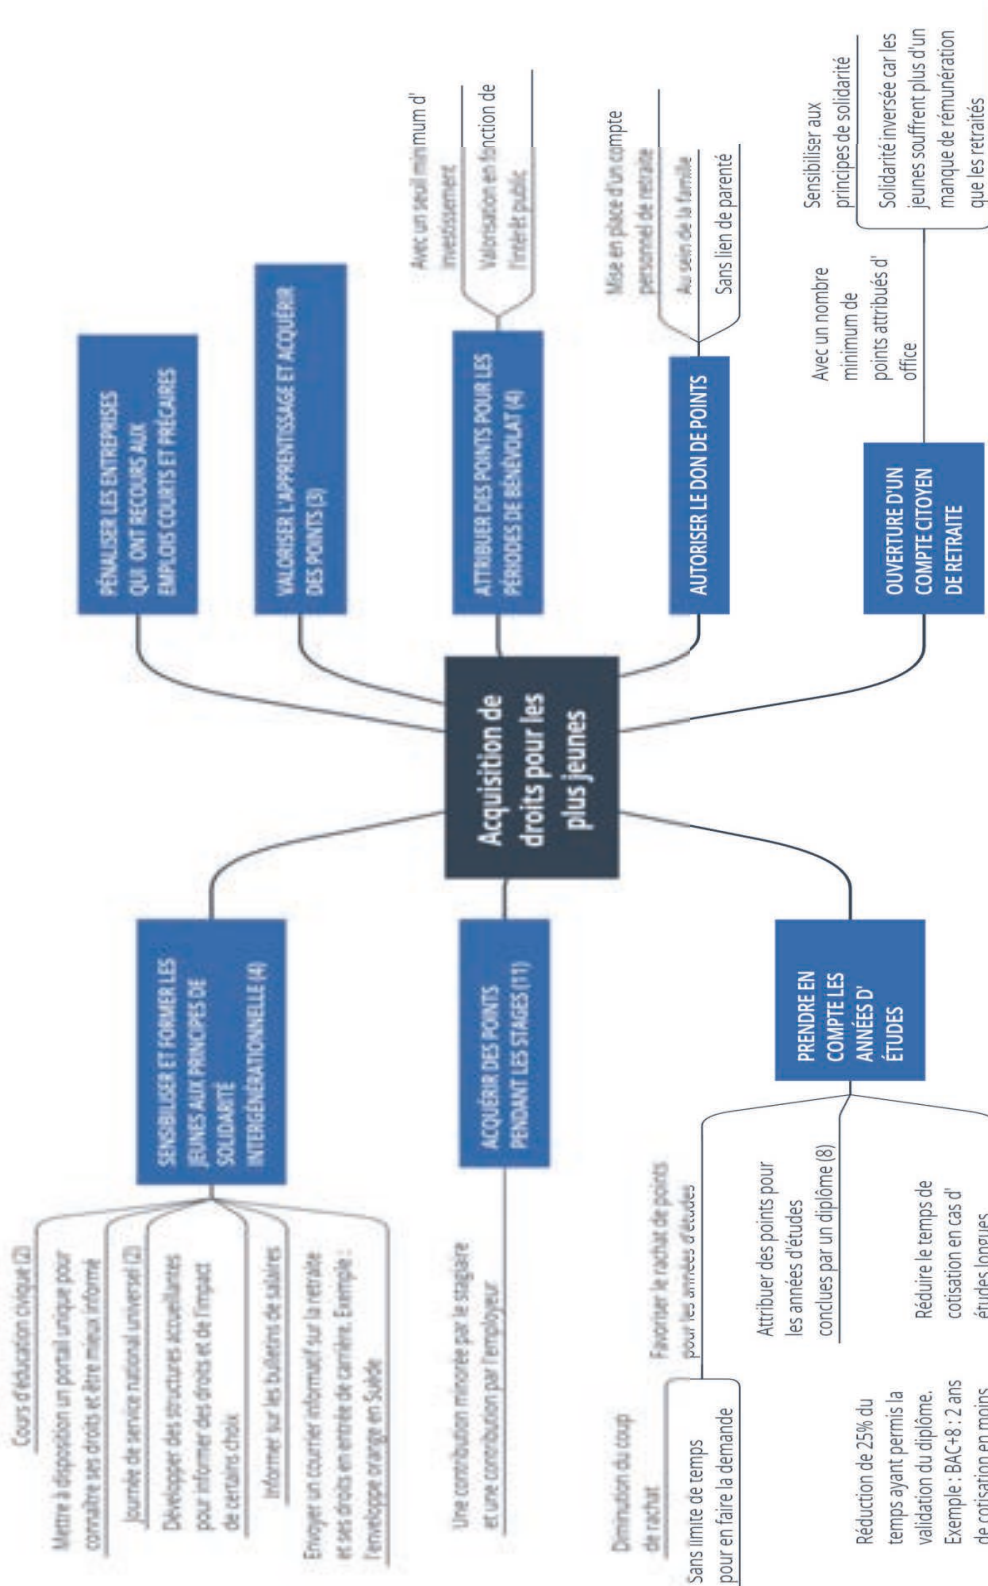 Acquisition de
droits pour les
plus jeunes
SENSIBILISER ET FORMER LES
JEUNES AUX PRINCIPES DE
SOLIDARITÉ
INTERGÉNÉRATIONNELLE (4)
Cours d'éducation civique (2)
Mettre à disposition un portail unique pour
connaître ses droits et être mieux informé
Journée de service national universel (2)
Développer des structures accueillantes
pour informer des droits et de l'impact
de certains choix
Informer sur les bulletins de salaires
Envoyer un courrier informatif sur la retraite
et ses droits en entrée de carrière. Exemple :
l'enveloppe orange en Suède
ACQUÉRIR DES POINTS
PENDANT LES STAGES (11)
Une contribution minorée par le stagiaire
et une contribution par l'employeur
PRENDRE EN
COMPTE LES
ANNÉES D'
ÉTUDES
Favoriser le rachat de points
pour les années d'études
Diminution du coup
de rachat
Sans limite de temps
pour en faire la demande
Attribuer des points pour
les années d'études
conclues par un diplôme (8)
Réduire le temps de
cotisation en cas d'
études longues
Réduction de 25% du
temps ayant permis la
validation du diplôme.
Exemple : BAC+8 : 2 ans
de cotisation en moins
PÉNALISER LES ENTREPRISES
QUI ONT RECOURS AUX
EMPLOIS COURTS ET PRÉCAIRES
VALORISER L'APPRENTISSAGE ET ACQUÉRIR
DES POINTS (3)
ATTRIBUER DES POINTS POUR LES
PÉRIODES DE BÉNÉVOLAT (4)
Avec un seuil minimum d'
investissement
Valorisation en fonction de
l'intérêt public
AUTORISER LE DON DE POINTS
Mise en place d'un compte
personnel de retraite
Au sein de la famille
Sans lien de parenté
OUVERTURE D'UN
COMPTE CITOYEN
DE RETRAITE
Avec un nombre
minimum de
points attribués d'
office
Sensibiliser aux
principes de solidarité
Solidarité inversée car les
jeunes souffrent plus d'un
manque de rémunération
que les retraités